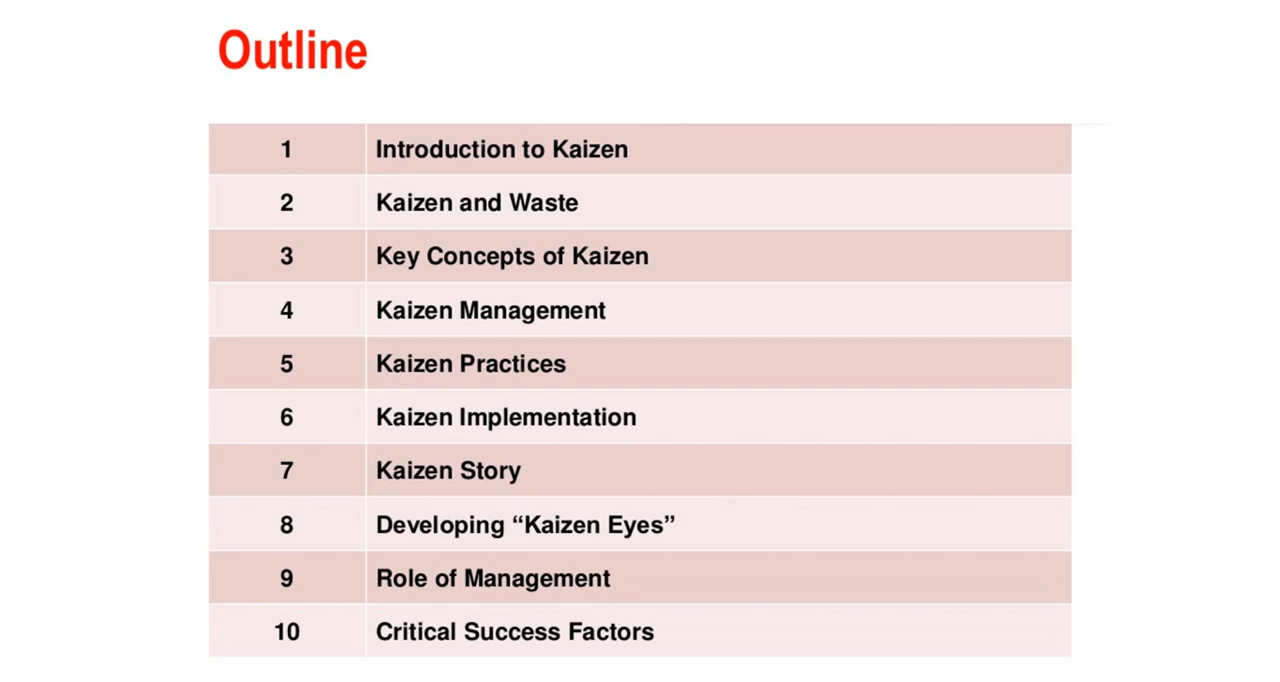 Outline
1 Introduction to Kaizen
2 Kaizen and Waste
3 Key Concepts of Kaizen
4 Kaizen Management
5 Kaizen Practices
6 Kaizen Implementation
7 Kaizen Story
8 Developing “Kaizen Eyes”
9 Role of Management
10 Critical Success Factors